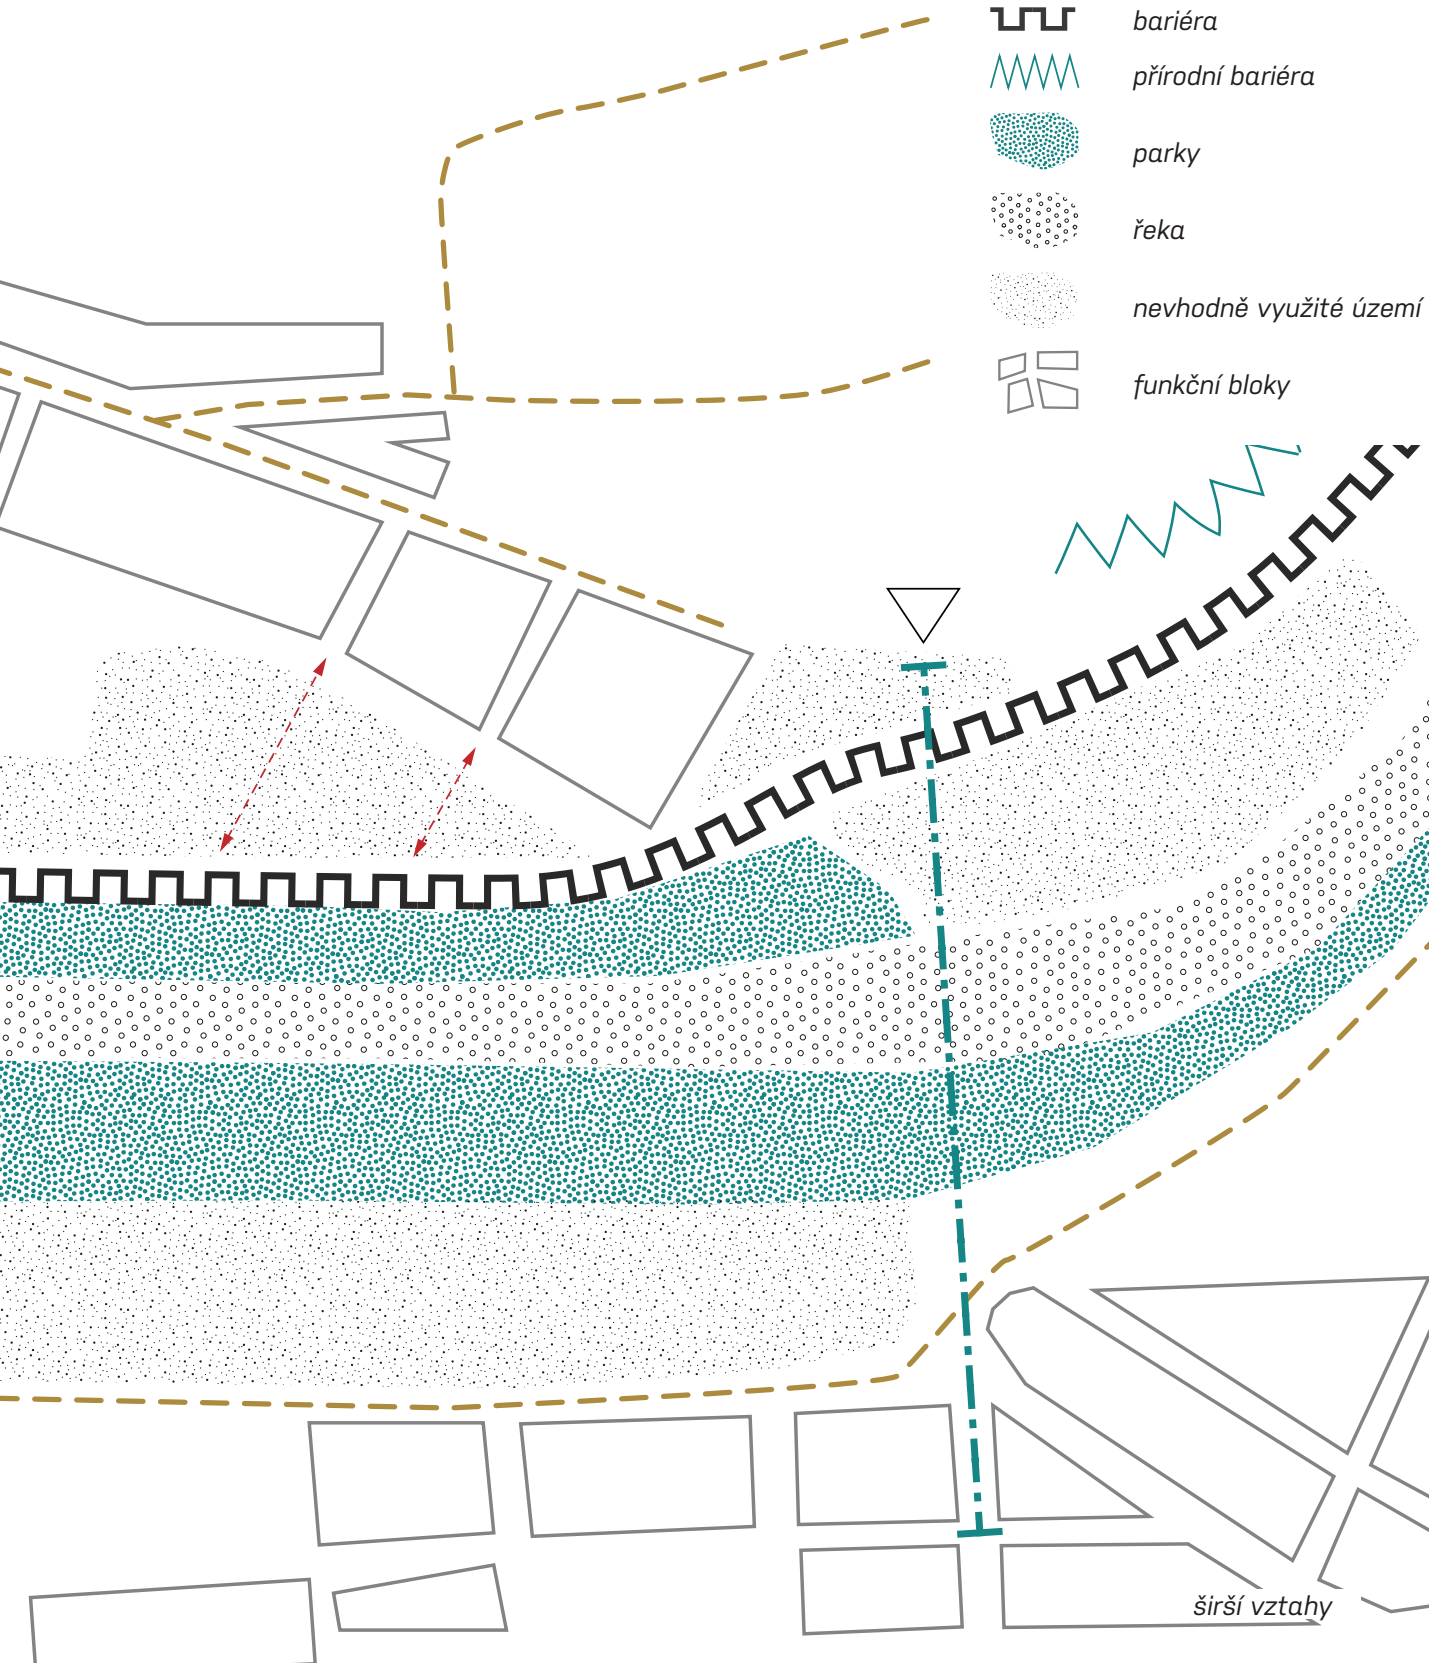 bariéra
přírodní bariéra
parky
řeka
nevhodně využité území
funkční bloky
širší vztahy